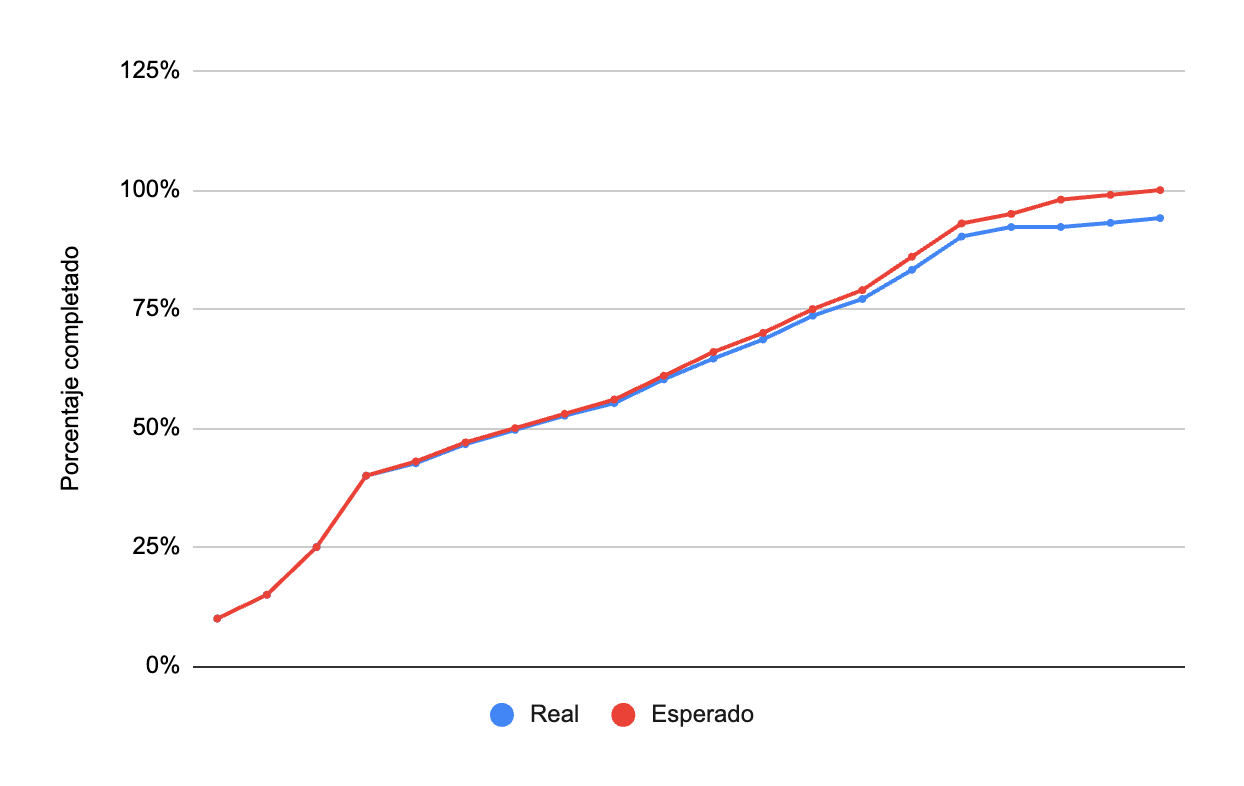 125%
100%
75%
50%
25%
0%
Porcentaje completado
Real
Esperado